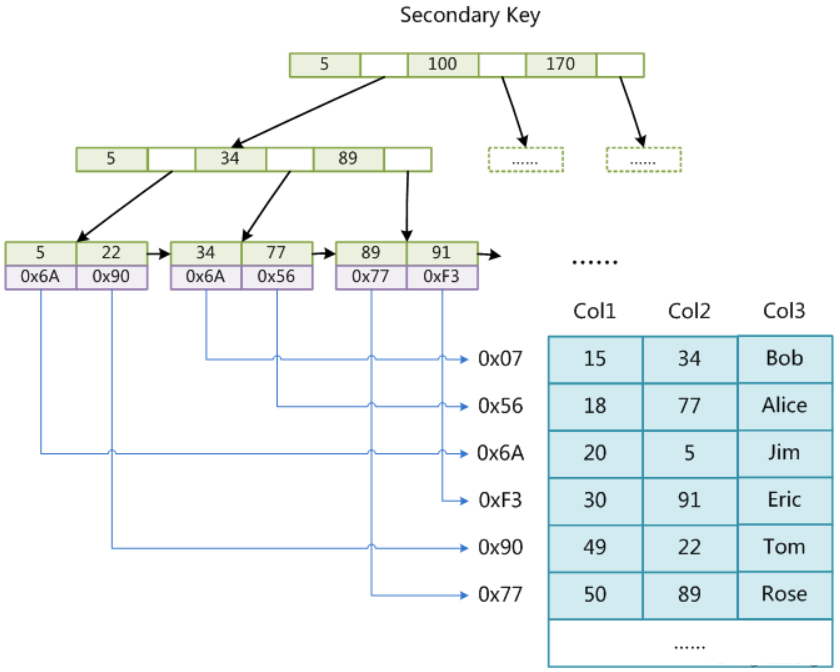 Secondary Key
5 100 170
5 34 89
...... ......
5 22 34 77 89 91
0x6A 0x90 0x6A 0x56 0x77 0xF3
......
Col1 Col2 Col3
0x07 15 34 Bob
0x56 18 77 Alice
0x6A 20 5 Jim
0xF3 30 91 Eric
0x90 49 22 Tom
0x77 50 89 Rose
......